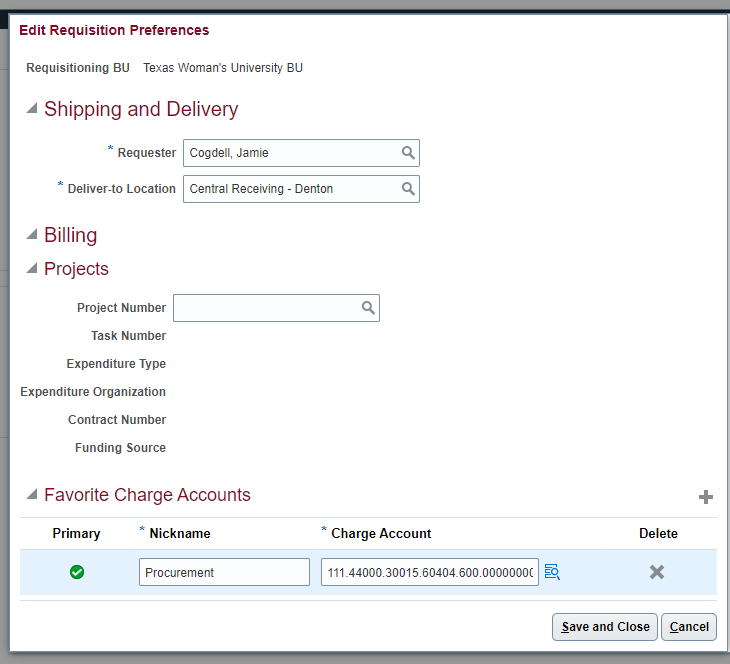 Edit Requisition Preferences
Requisitioning BU Texas Woman's University BU
Shipping and Delivery
* Requester Cogdell, Jamie
* Deliver-to Location Central Receiving - Denton
Billing
Projects
Project Number
Task Number
Expenditure Type
Expenditure Organization
Contract Number
Funding Source
Favorite Charge Accounts
Primary * Nickname * Charge Account Delete
Procurement 111.44000.30015.60404.600.00000000
Save and Close Cancel